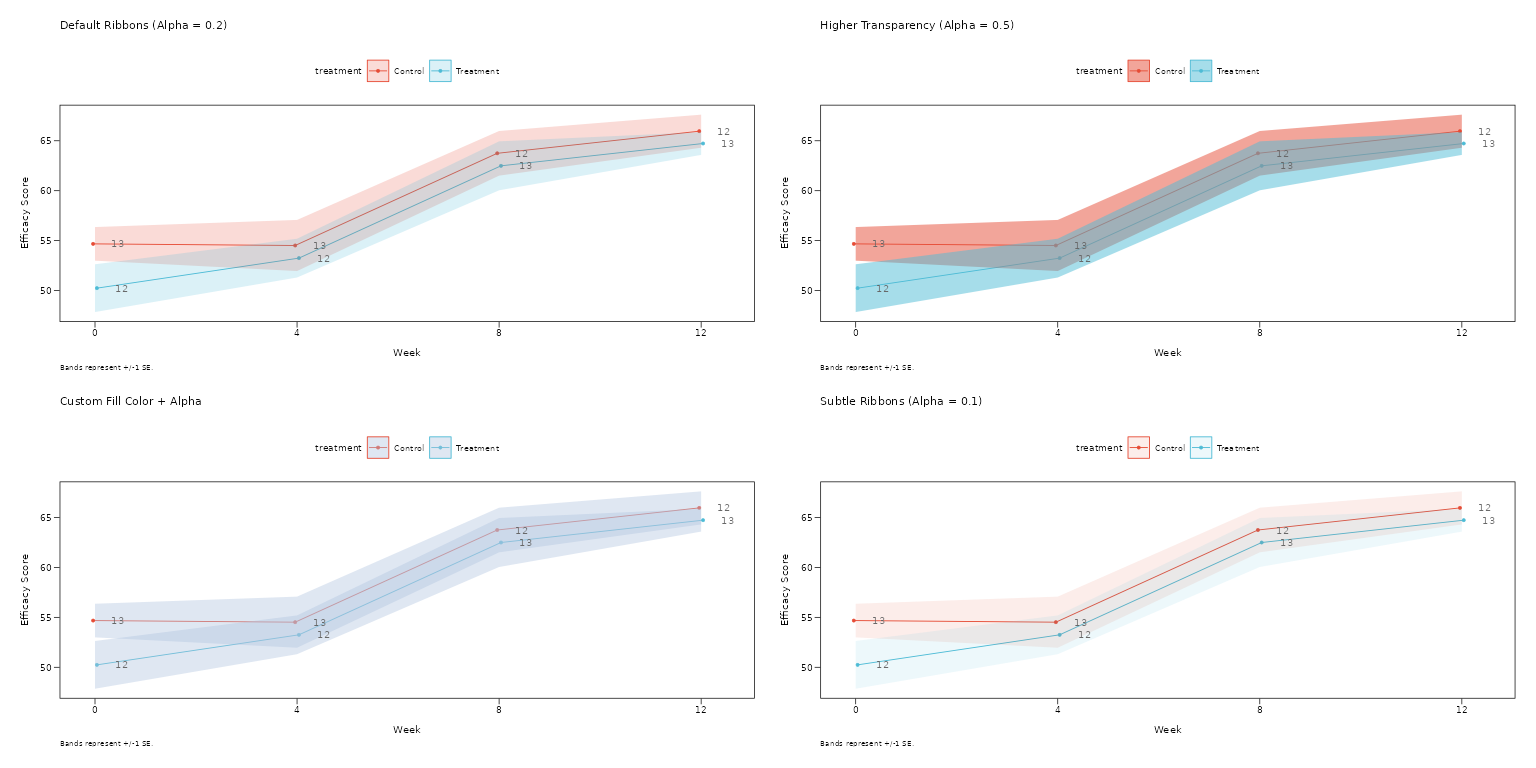 Default Ribbons (Alpha = 0.2)
treatment Control Treatment
Efficacy Score
65
60
55
50
13
12
13
12
12
13
12
13
0 4 8 12
Week
Bands represent +/-1 SE.
Higher Transparency (Alpha = 0.5)
treatment Control Treatment
Efficacy Score
65
60
55
50
13
12
13
12
12
13
12
13
0 4 8 12
Week
Bands represent +/-1 SE.
Custom Fill Color + Alpha
treatment Control Treatment
Efficacy Score
65
60
55
50
13
12
13
12
12
13
12
13
0 4 8 12
Week
Bands represent +/-1 SE.
Subtle Ribbons (Alpha = 0.1)
treatment Control Treatment
Efficacy Score
65
60
55
50
13
12
13
12
12
13
12
13
0 4 8 12
Week
Bands represent +/-1 SE.